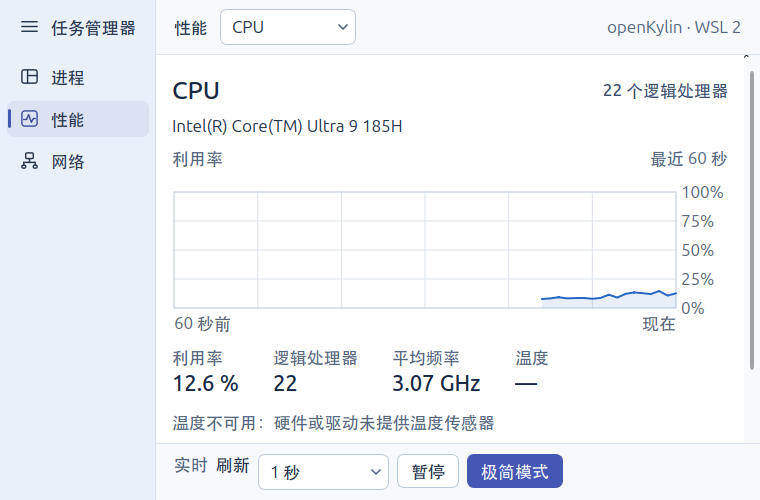 任务管理器
进程
性能
网络
性能 CPU openKylin · WSL 2
CPU 22 个逻辑处理器
Intel(R) Core(TM) Ultra 9 185H
利用率 最近 60 秒
100%
75%
50%
25%
0%
60 秒前 现在
利用率 逻辑处理器 平均频率 温度
12.6 % 22 3.07 GHz —
温度不可用：硬件或驱动未提供温度传感器
实时 刷新 1 秒 暂停 极简模式